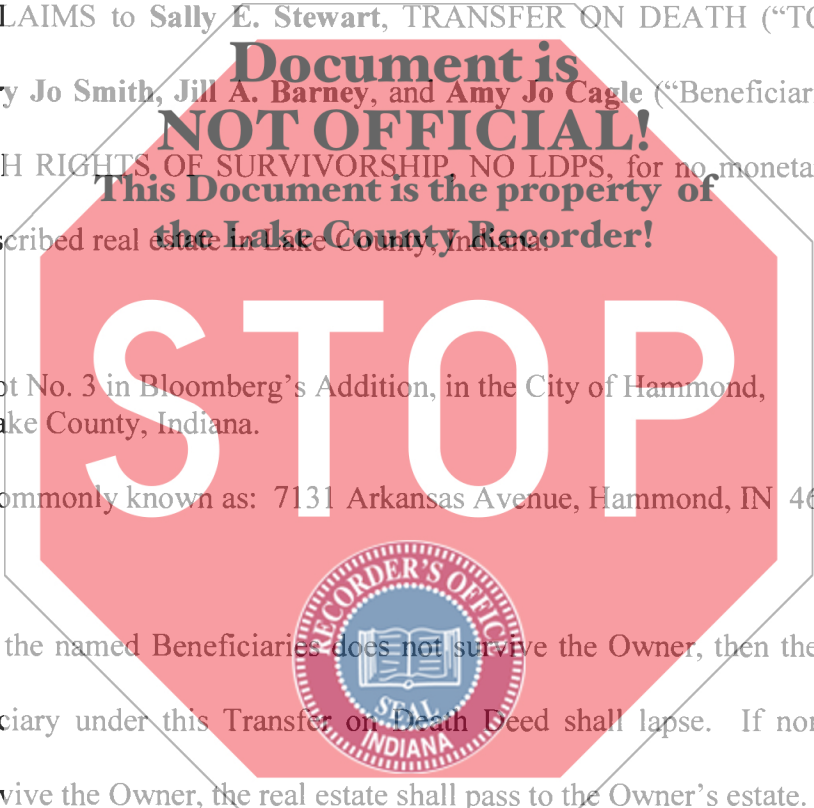 LAIMS to Sally E. Stewart, TRANSFER ON DEATH (“TO
Document is
y Jo Smith, Jill A. Barney, and Amy Jo Cagle (“Beneficiar
NOT OFFICIAL!
H RIGHTS OF SURVIVORSHIP, NO LDPS, for no moneta
This Document is the property of
the Lake County Recorder!
scribed real estate in Lake County, Indiana:
STOP
ot No. 3 in Bloomberg’s Addition, in the City of Hammond,
ake County, Indiana.
ommonly known as: 7131 Arkansas Avenue, Hammond, IN 46
RECORDER'S OFFICE
SEAL
INDIANA
the named Beneficiaries does not survive the Owner, then the
ciary under this Transfer on Death Deed shall lapse. If non
vive the Owner, the real estate shall pass to the Owner’s estate.